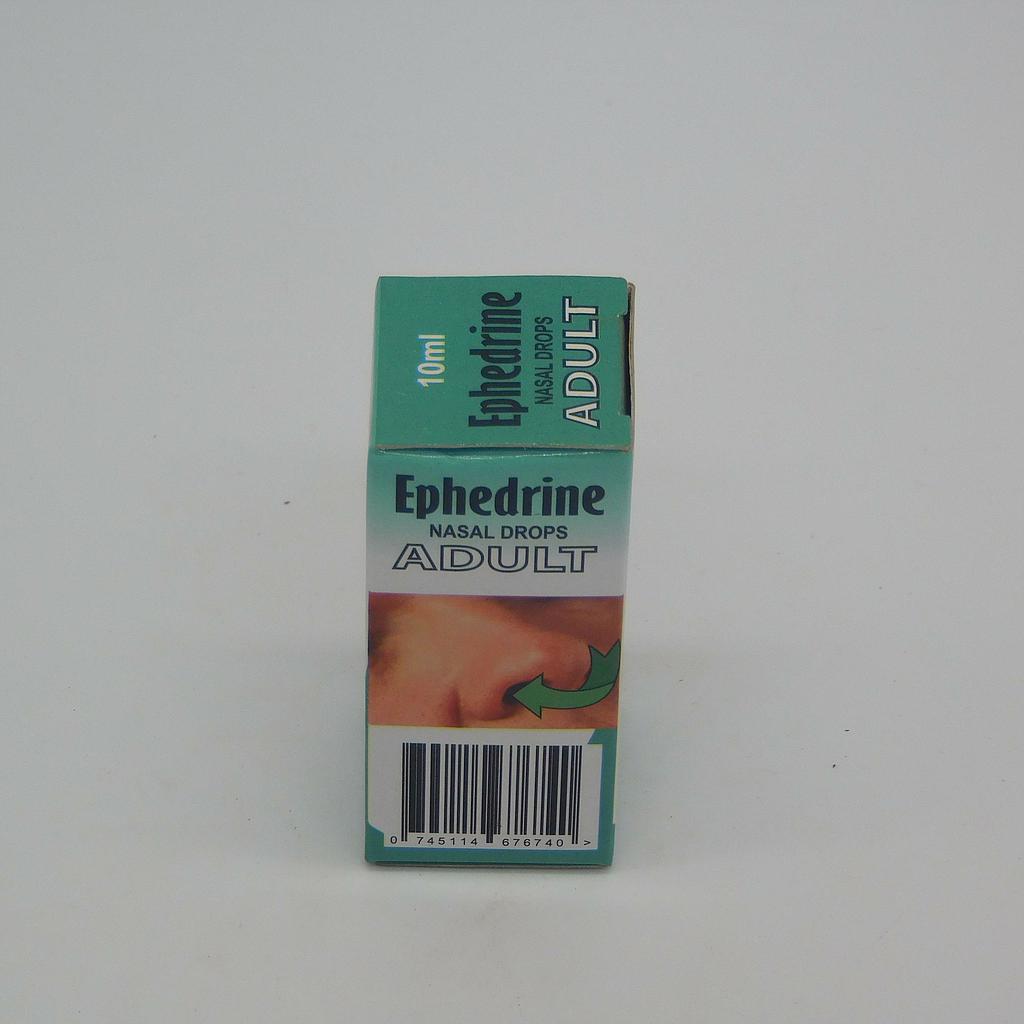 10ml
Ephedrine
NASAL DROPS
ADULT
Ephedrine
NASAL DROPS
ADULT
0 745114 676740 >